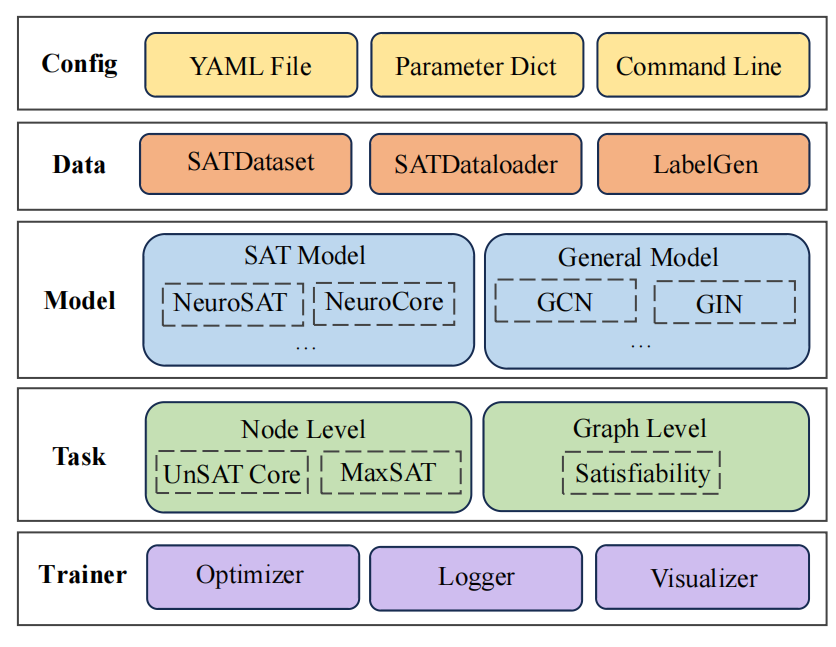 Config
YAML File
Parameter Dict
Command Line
Data
SATDataset
SATDataloader
LabelGen
Model
SAT Model
NeuroSAT
NeuroCore
...
General Model
GCN
GIN
...
Task
Node Level
UnSAT Core
MaxSAT
Graph Level
Satisfiability
Trainer
Optimizer
Logger
Visualizer